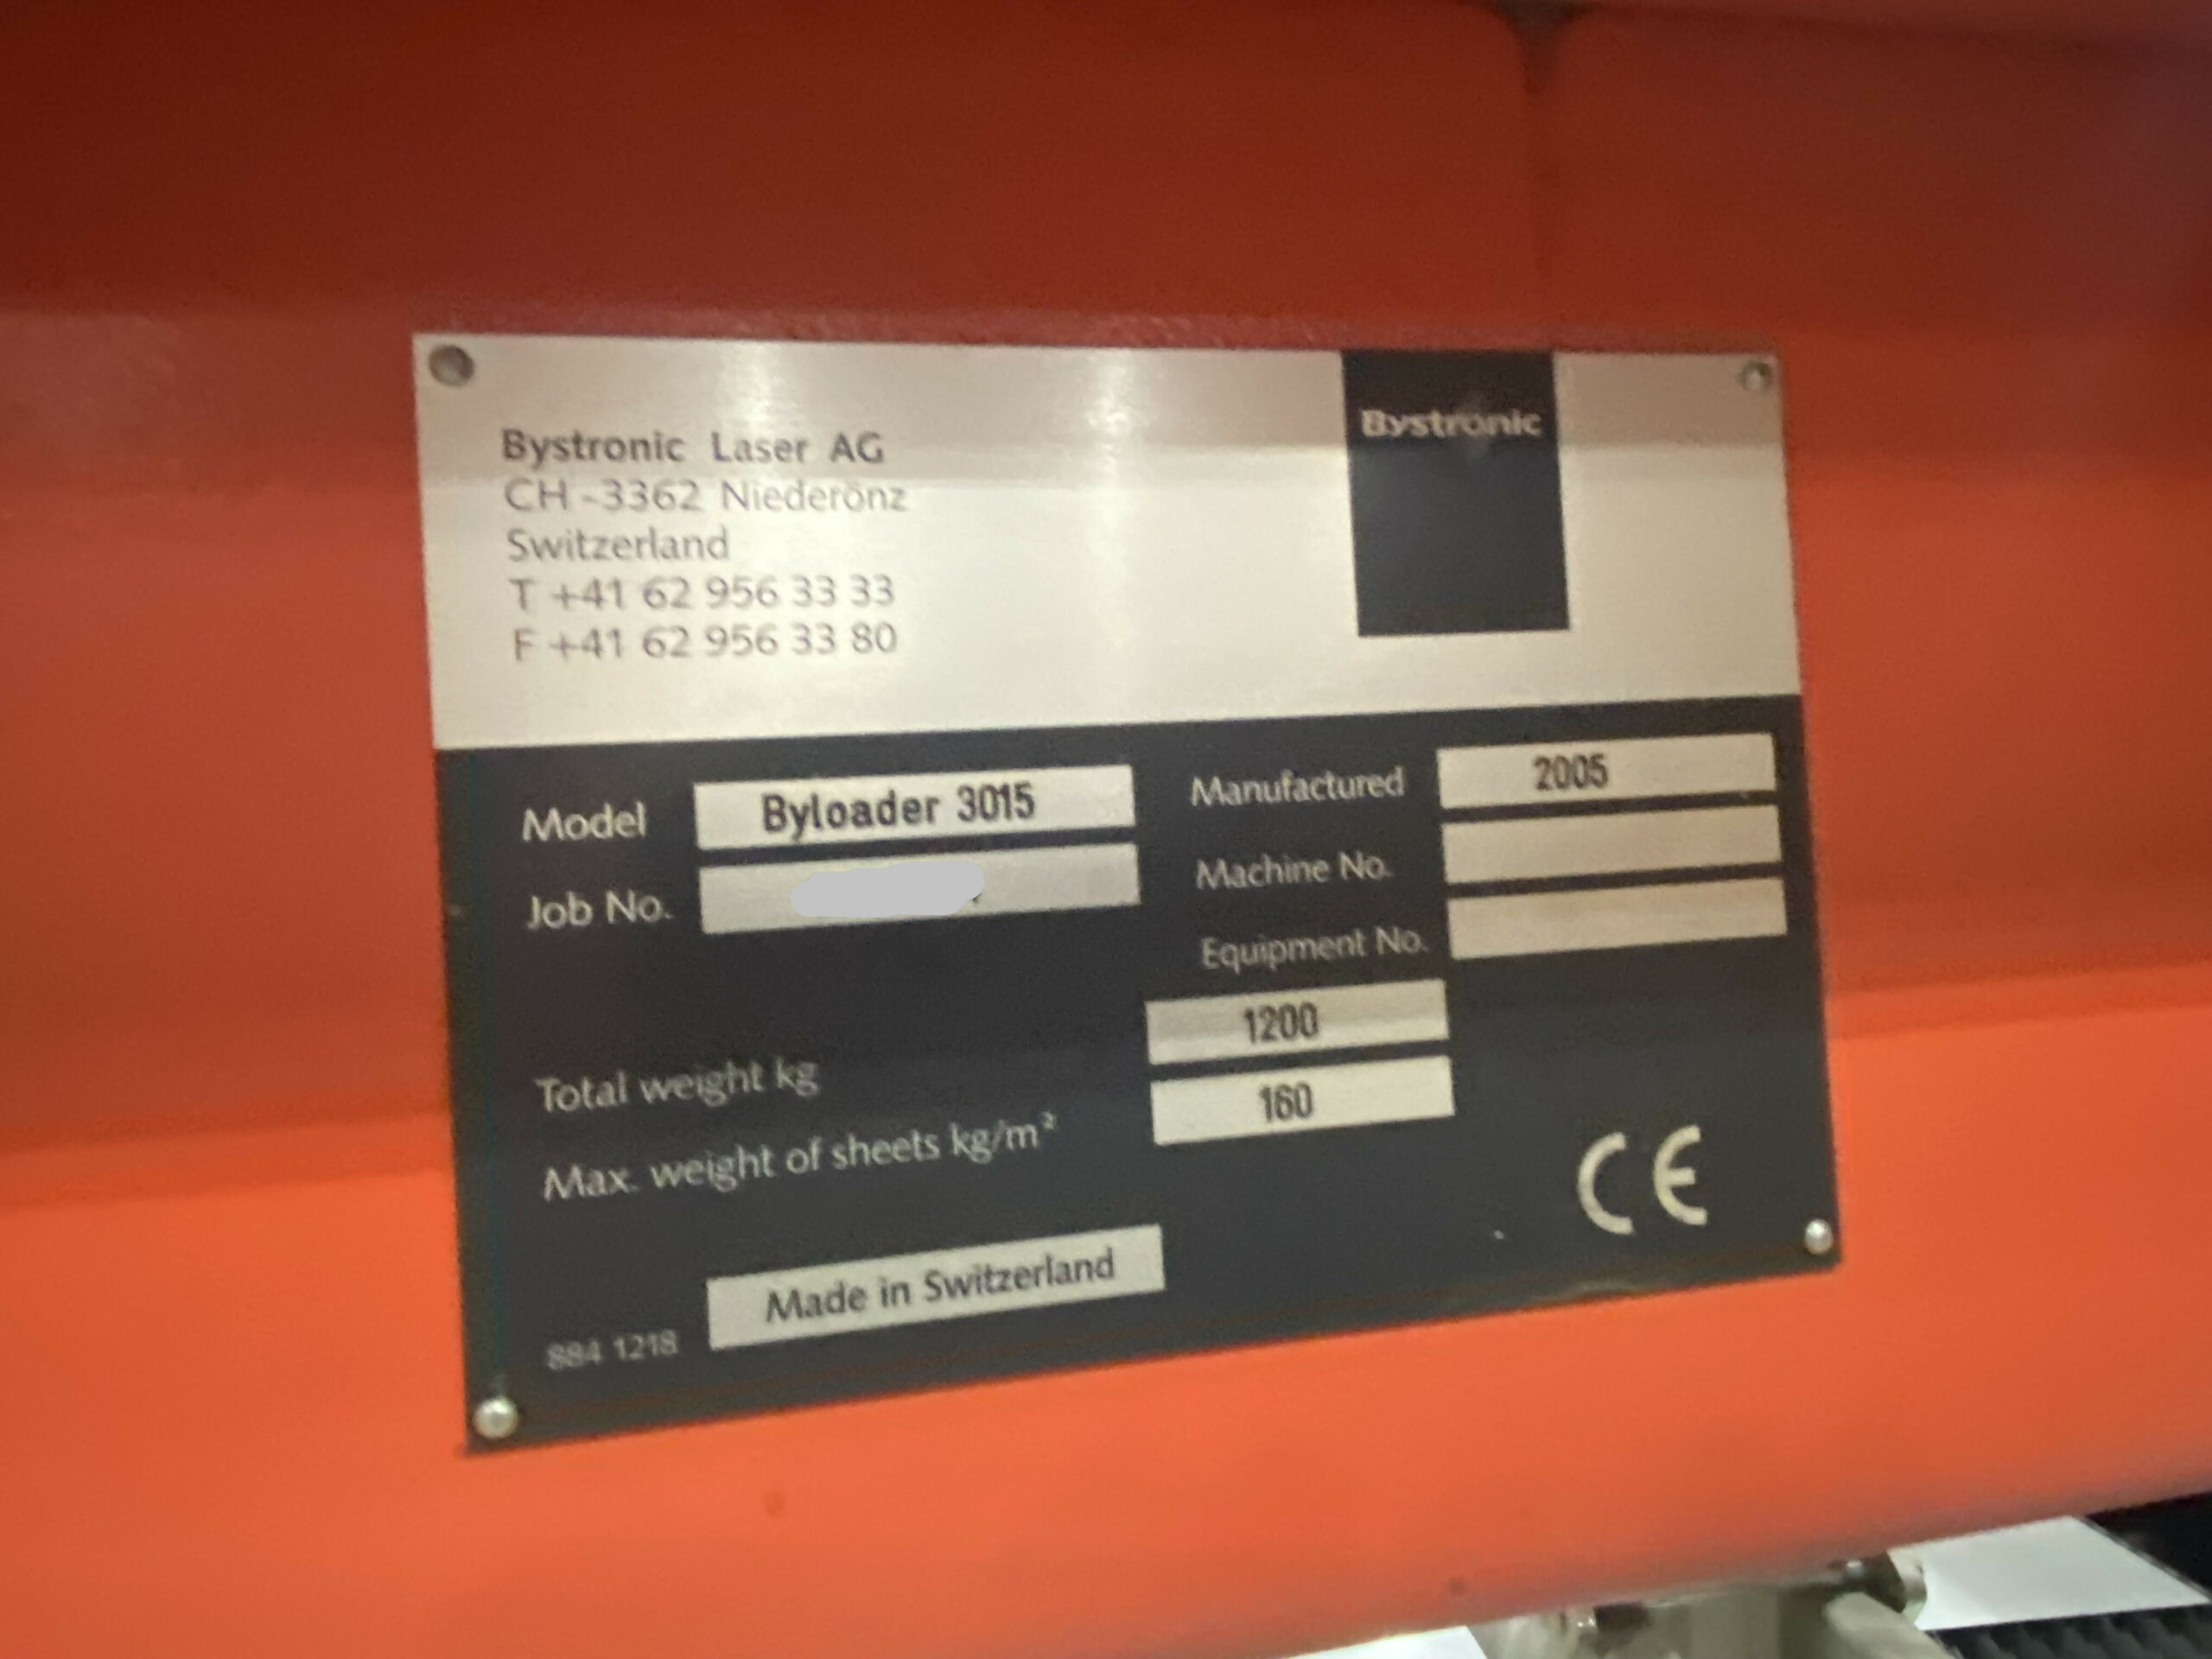 Bystronic Laser AG
CH-3362 Niederönz
Switzerland
T +41 62 956 33 33
F +41 62 956 33 80
Bystronic
Model Byloader 3015
Job No.
Manufactured 2005
Machine No.
Equipment No.
Total weight kg 1200
Max. weight of sheets kg/m² 160
CE
Made in Switzerland
884 1218